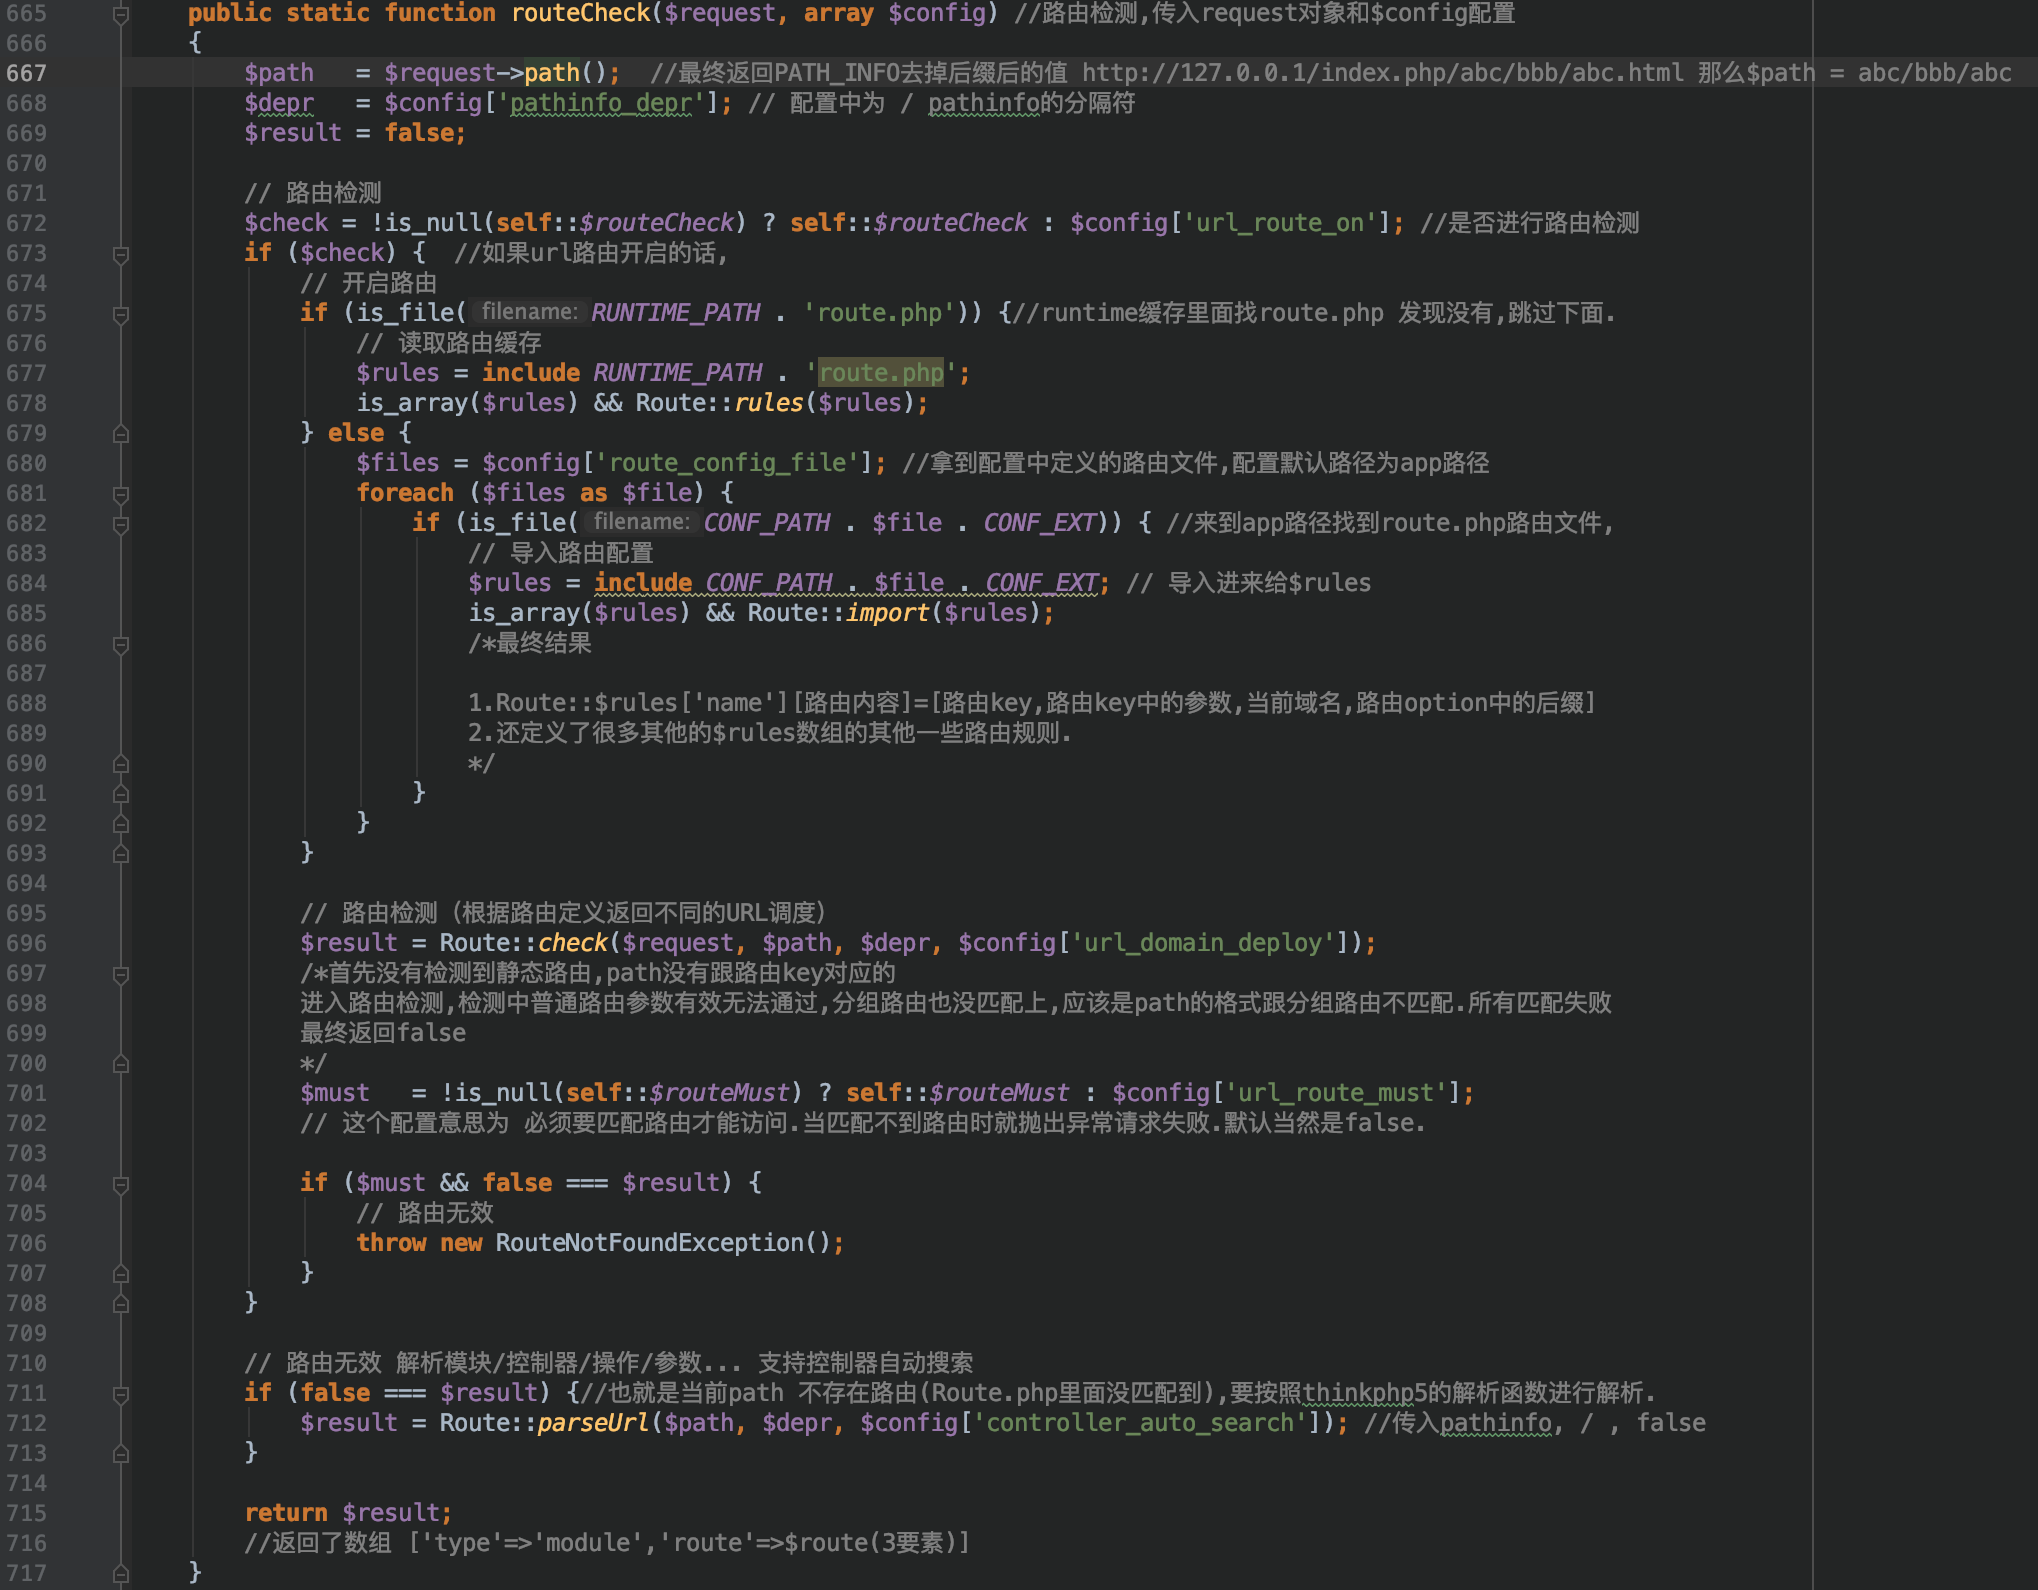 665 public static function routeCheck($request, array $config) //路由检测,传入request对象和$config配置
666 {
667 $path   = $request->path();  //最终返回PATH_INFO去掉后缀后的值 http://127.0.0.1/index.php/abc/bbb/abc.html 那么$path = abc/bbb/abc
668 $depr   = $config['pathinfo_depr']; // 配置中为 / pathinfo的分隔符
669 $result = false;
670
671 // 路由检测
672 $check = !is_null(self::$routeCheck) ? self::$routeCheck : $config['url_route_on']; //是否进行路由检测
673 if ($check) {  //如果url路由开启的话,
674 // 开启路由
675 if (is_file( filename: RUNTIME_PATH . 'route.php')) {//runtime缓存里面找route.php 发现没有,跳过下面.
676 // 读取路由缓存
677 $rules = include RUNTIME_PATH . 'route.php';
678 is_array($rules) && Route::rules($rules);
679 } else {
680 $files = $config['route_config_file']; //拿到配置中定义的路由文件,配置默认路径为app路径
681 foreach ($files as $file) {
682 if (is_file( filename: CONF_PATH . $file . CONF_EXT)) { //来到app路径找到route.php路由文件,
683 // 导入路由配置
684 $rules = include CONF_PATH . $file . CONF_EXT; // 导入进来给$rules
685 is_array($rules) && Route::import($rules);
686 /*最终结果
687
688 1.Route::$rules['name'][路由内容]=[路由key,路由key中的参数,当前域名,路由option中的后缀]
689 2.还定义了很多其他的$rules数组的其他一些路由规则.
690 */
691 }
692 }
693 }
694
695 // 路由检测（根据路由定义返回不同的URL调度）
696 $result = Route::check($request, $path, $depr, $config['url_domain_deploy']);
697 /*首先没有检测到静态路由,path没有跟路由key对应的
698 进入路由检测,检测中普通路由参数有效无法通过,分组路由也没匹配上,应该是path的格式跟分组路由不匹配.所有匹配失败
699 最终返回false
700 */
701 $must   = !is_null(self::$routeMust) ? self::$routeMust : $config['url_route_must'];
702 // 这个配置意思为 必须要匹配路由才能访问.当匹配不到路由时就抛出异常请求失败.默认当然是false.
703
704 if ($must && false === $result) {
705 // 路由无效
706 throw new RouteNotFoundException();
707 }
708 }
709
710 // 路由无效 解析模块/控制器/操作/参数... 支持控制器自动搜索
711 if (false === $result) {//也就是当前path 不存在路由(Route.php里面没匹配到),要按照thinkphp5的解析函数进行解析.
712 $result = Route::parseUrl($path, $depr, $config['controller_auto_search']); //传入pathinfo, / , false
713 }
714
715 return $result;
716 //返回了数组 ['type'=>'module','route'=>$route(3要素)]
717 }